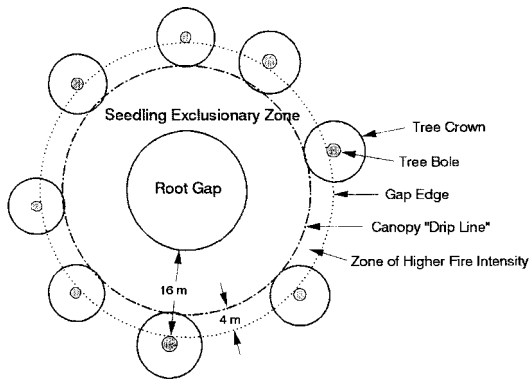 Seedling Exclusionary Zone
Tree Crown
Tree Bole
Root Gap
Gap Edge
Canopy "Drip Line"
Zone of Higher Fire Intensity
16 m
4 m